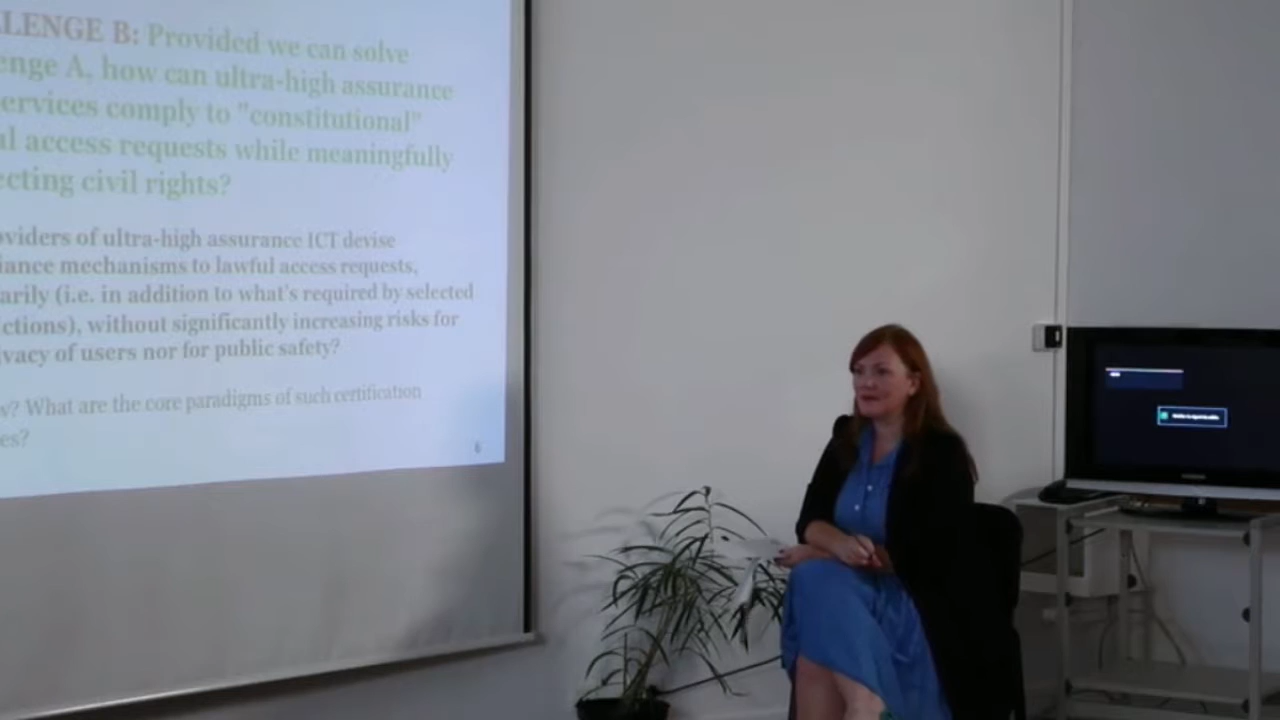 LENGE B: Provided we can solve
enge A, how can ultra-high assurance
ervices comply to "constitutional"
al access requests while meaningfully
ecting civil rights?
oviders of ultra-high assurance ICT devise
iance mechanisms to lawful access requests,
arily (i.e. in addition to what's required by selected
ctions), without significantly increasing risks for
ivacy of users nor for public safety?
w? What are the core paradigms of such certification
es?
6